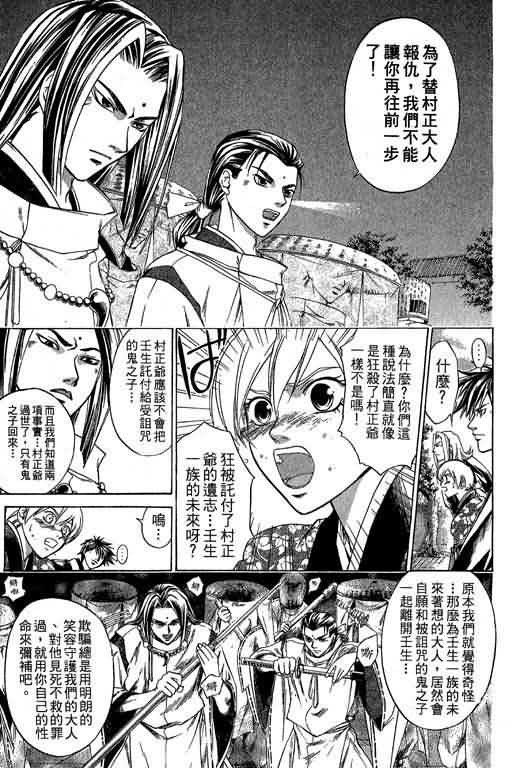 為了替村正大人
報仇，我們不能
讓你再往前一步
了！
…
什麼？
為什麼？你們這
種說法簡直就像
是狂殺了村正爺
一樣不是嗎！
狂被託付了村正
爺的遺志…壬生
一族的未來呀？
村正爺應該不會把
壬生託付給受詛咒
的鬼之子…
而且我們知道兩
項事實…村正爺
過世了，只有鬼
之子回來…
嗚…
…
原本我們就覺得奇怪
…那麼為壬生一族的未
來著想的大人，居然會
自願和被詛咒的鬼之子
一起離開壬生…
欺騙總是用明朗的
笑容守護我們的大人
、對他見死不救的罪
過，就用你自己的性
命來彌補吧。